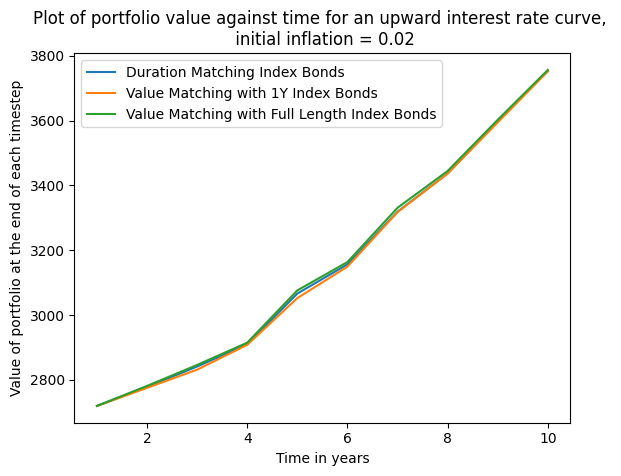 Plot of portfolio value against time for an upward interest rate curve,
initial inflation = 0.02
Duration Matching Index Bonds
Value Matching with 1Y Index Bonds
Value Matching with Full Length Index Bonds
Value of portfolio at the end of each timestep
3800
3600
3400
3200
3000
2800
2 4 6 8 10
Time in years